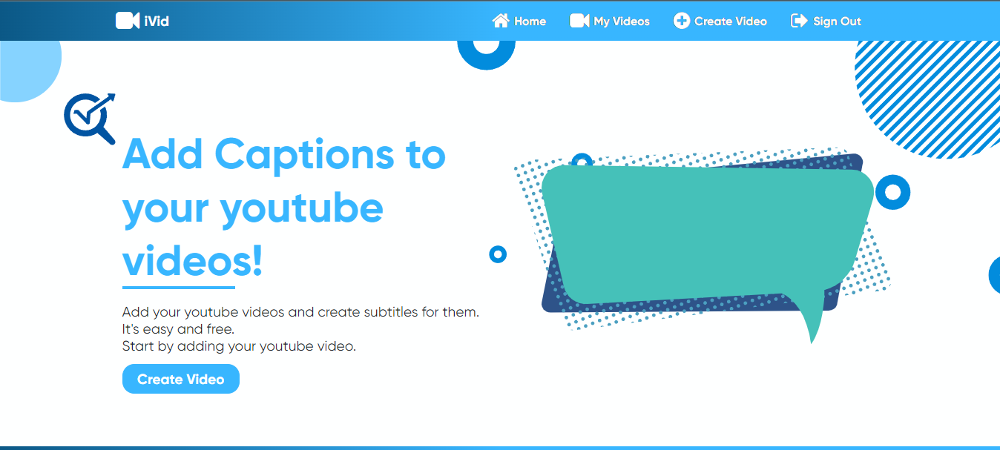 iVid
Home
My Videos
Create Video
Sign Out
Add Captions to
your youtube
videos!
Add your youtube videos and create subtitles for them.
It's easy and free.
Start by adding your youtube video.
Create Video